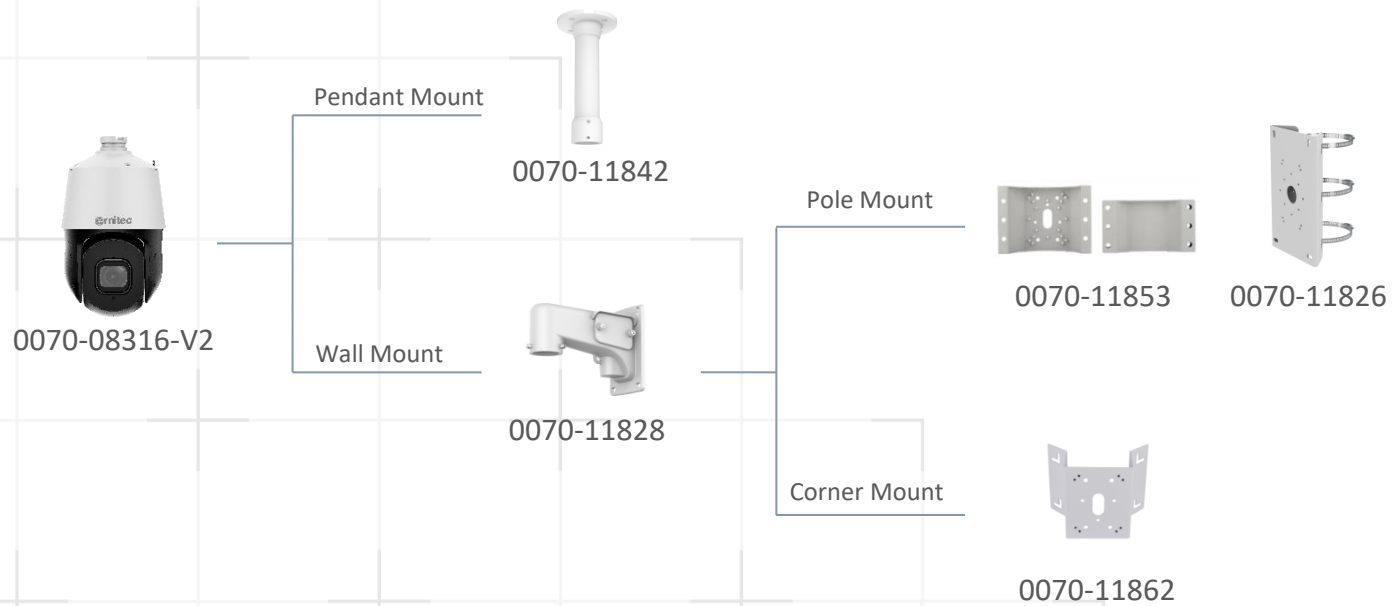 Pendant Mount
0070-11842
Ernitec
0070-08316-V2
Wall Mount
0070-11828
Pole Mount
0070-11853
0070-11826
Corner Mount
0070-11862